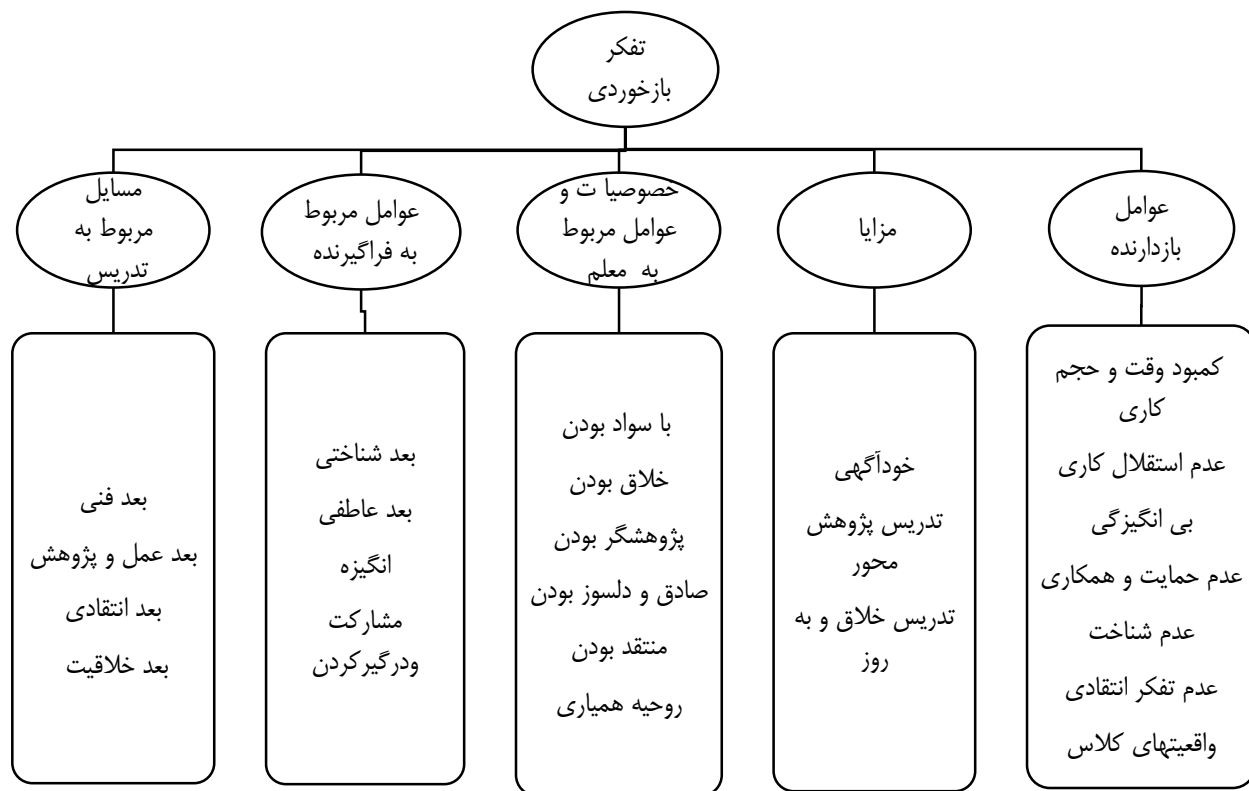 تفکر
بازخوردی
عوامل
بازدارنده
مزایا
خصوصیا ت و
عوامل مربوط
به معلم
عوامل مربوط
به فراگیرنده
مسایل
مربوط به
تدریس
کمبود وقت و حجم
کاری
عدم استقلال کاری
بی انگیزگی
عدم حمایت و همکاری
عدم شناخت
عدم تفکر انتقادی
واقعیتهای کلاس
خودآگهی
تدریس پژوهش
محور
تدریس خلاق و به
روز
با سواد بودن
خلاق بودن
پژوهشگر بودن
صادق و دلسوز بودن
منتقد بودن
روحیه همیاری
بعد شناختی
بعد عاطفی
انگیزه
مشارکت
ودرگیرکردن
بعد فنی
بعد عمل و پژوهش
بعد انتقادی
بعد خلاقیت